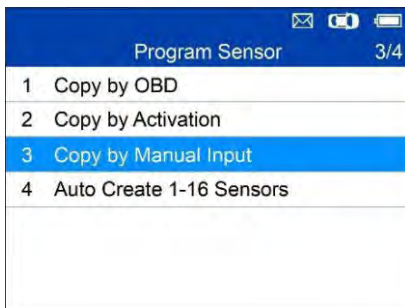 Program Sensor 3/4
1 Copy by OBD
2 Copy by Activation
3 Copy by Manual Input
4 Auto Create 1-16 Sensors